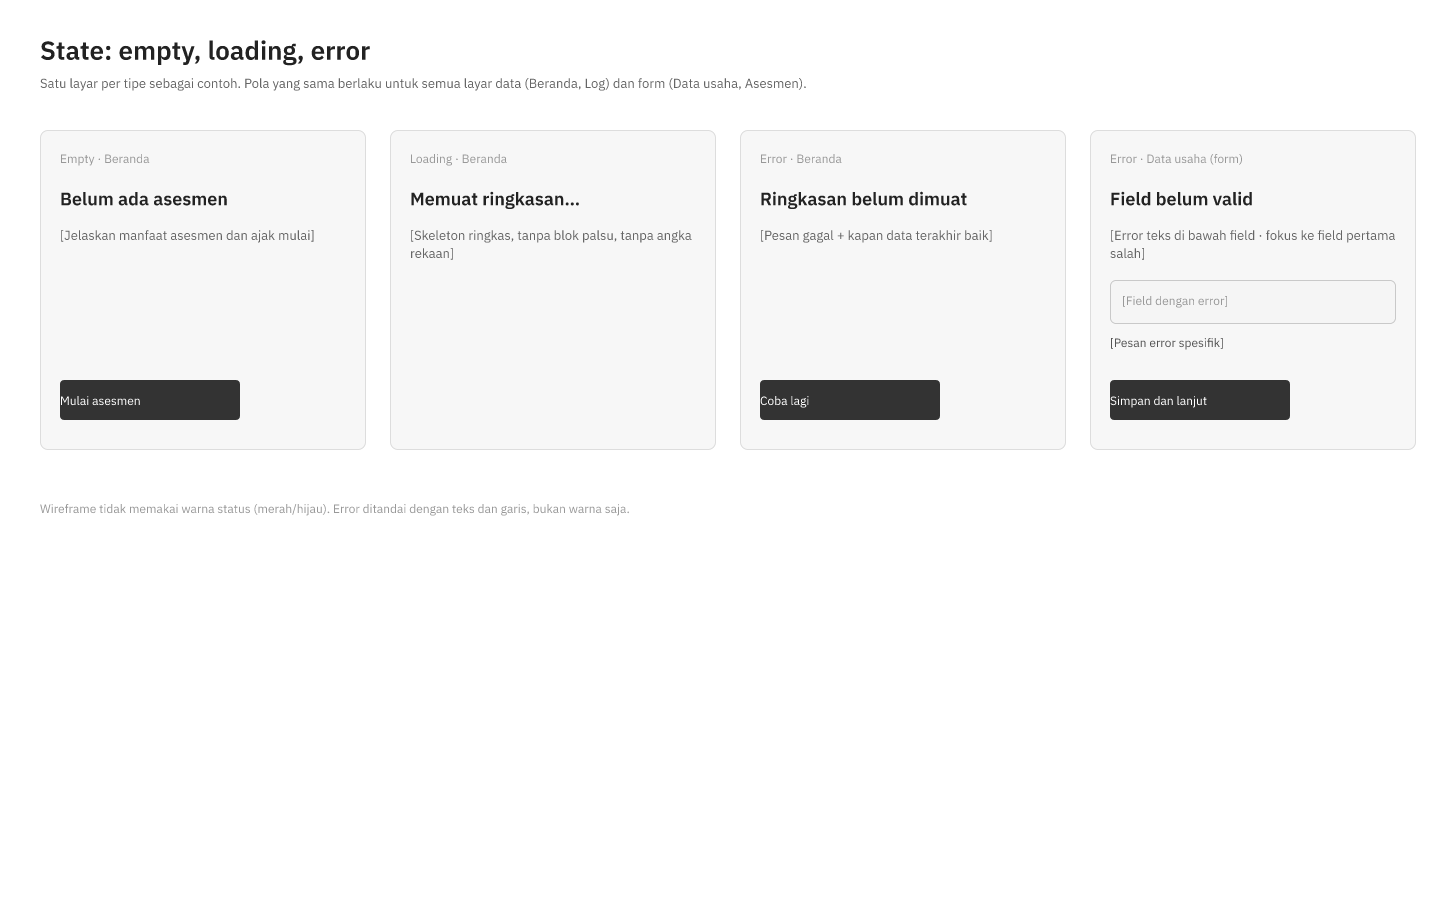 State: empty, loading, error
Satu layar per tipe sebagai contoh. Pola yang sama berlaku untuk semua layar data (Beranda, Log) dan form (Data usaha, Asesmen).
Empty · Beranda
Belum ada asesmen
[Jelaskan manfaat asesmen dan ajak mulai]
Mulai asesmen
Loading · Beranda
Memuat ringkasan...
[Skeleton ringkas, tanpa blok palsu, tanpa angka
rekaan]
Error · Beranda
Ringkasan belum dimuat
[Pesan gagal + kapan data terakhir baik]
Coba lagi
Error · Data usaha (form)
Field belum valid
[Error teks di bawah field · fokus ke field pertama
salah]
[Field dengan error]
[Pesan error spesifik]
Simpan dan lanjut
Wireframe tidak memakai warna status (merah/hijau). Error ditandai dengan teks dan garis, bukan warna saja.